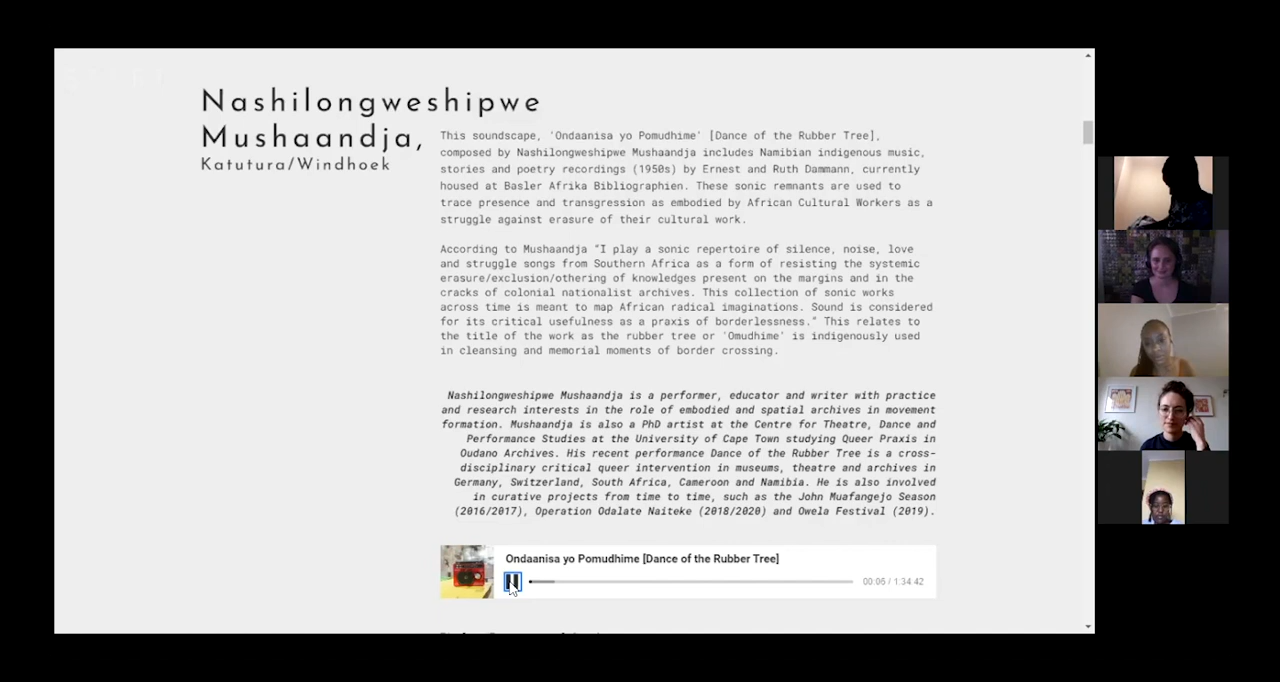 Nashilongweshipwe
Mushaandja,
Katutura/Windhoek
This soundscape, 'Ondaanisa yo Pomudhime' [Dance of the Rubber Tree],
composed by Nashilongweshipwe Mushaandja includes Namibian indigenous music,
stories and poetry recordings (1950s) by Ernest and Ruth Dammann, currently
housed at Basler Afrika Bibliographien. These sonic remnants are used to
trace presence and transgression as embodied by African Cultural Workers as a
struggle against erasure of their cultural work.
According to Mushaandja "I play a sonic repertoire of silence, noise, love
and struggle songs from Southern Africa as a form of resisting the systemic
erasure/exclusion/othering of knowledges present on the margins and in the
cracks of colonial nationalist archives. This collection of sonic works
across time is meant to map African radical imaginations. Sound is considered
for its critical usefulness as a praxis of borderlessness." This relates to
the title of the work as the rubber tree or 'Omudhime' is indigenously used
in cleansing and memorial moments of border crossing.
Nashilongweshipwe Mushaandja is a performer, educator and writer with practice
and research interests in the role of embodied and spatial archives in movement
formation. Mushaandja is also a PhD artist at the Centre for Theatre, Dance and
Performance Studies at the University of Cape Town studying Queer Praxis in
Oudano Archives. His recent performance Dance of the Rubber Tree is a cross-
disciplinary critical queer intervention in museums, theatre and archives in
Germany, Switzerland, South Africa, Cameroon and Namibia. He is also involved
in curative projects from time to time, such as the John Muafangejo Season
(2016/2017), Operation Odalate Naiteke (2018/2020) and Owela Festival (2019).
Ondaanisa yo Pomudhime [Dance of the Rubber Tree]
00:06 / 1:34:42